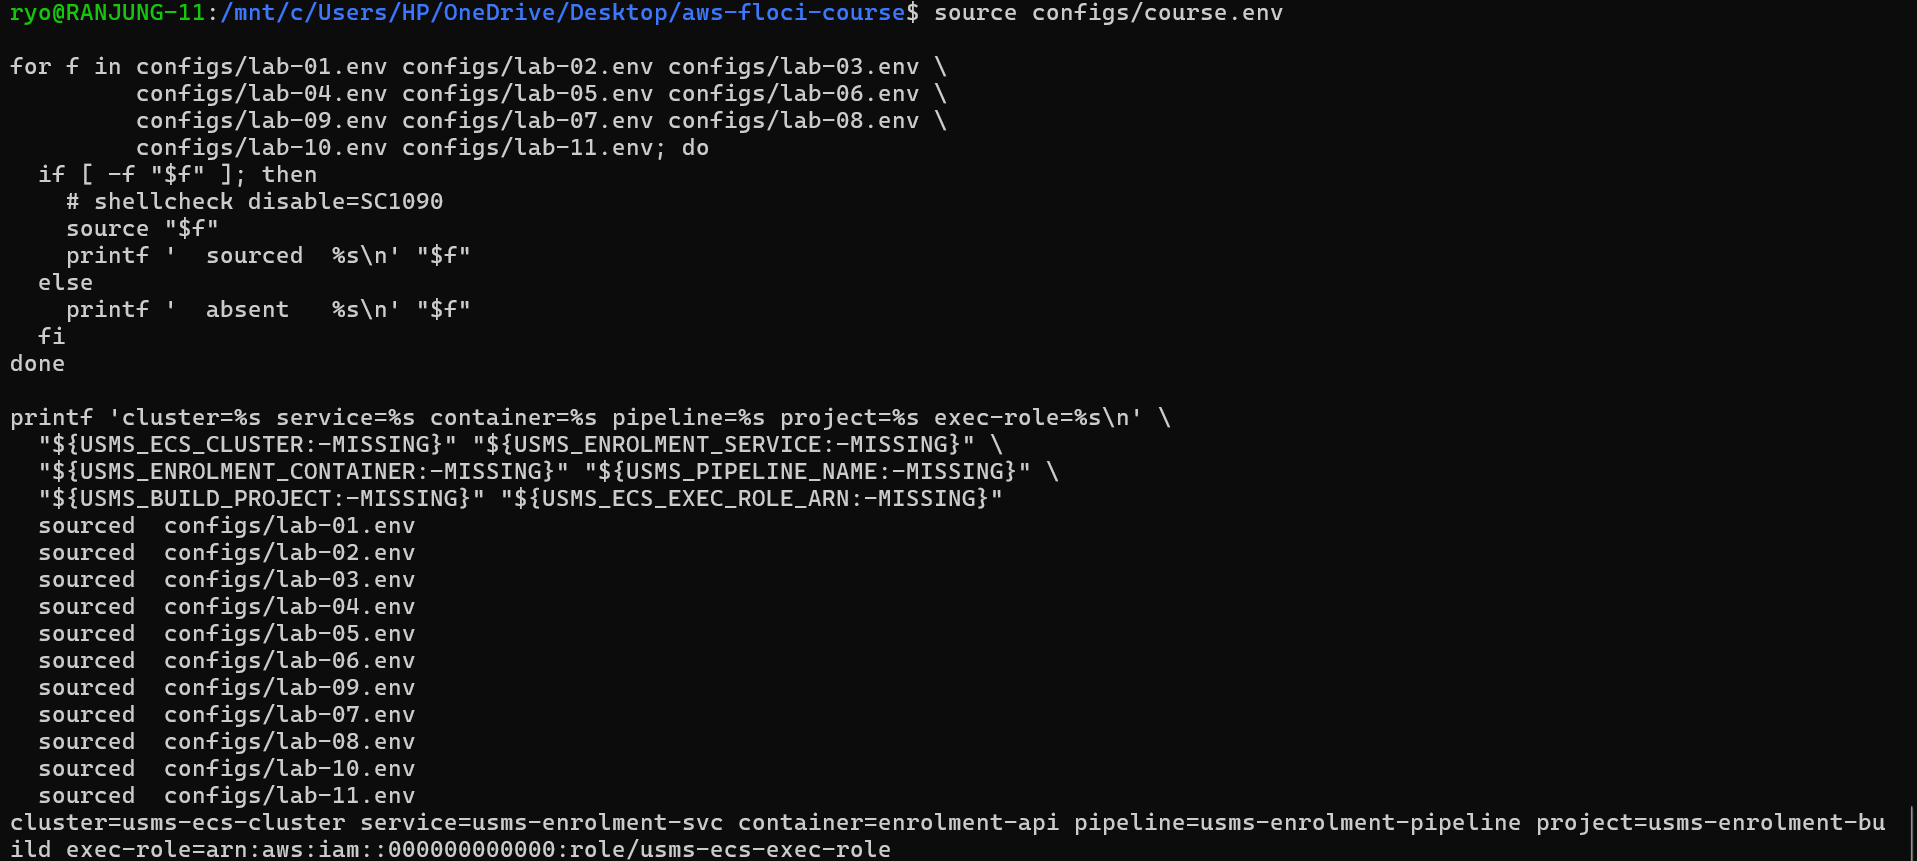 ryo@RANJUNG-11:/mnt/c/Users/HP/OneDrive/Desktop/aws-floci-course$ source configs/course.env

for f in configs/lab-01.env configs/lab-02.env configs/lab-03.env \
         configs/lab-04.env configs/lab-05.env configs/lab-06.env \
         configs/lab-09.env configs/lab-07.env configs/lab-08.env \
         configs/lab-10.env configs/lab-11.env; do
  if [ -f "$f" ]; then
    # shellcheck disable=SC1090
    source "$f"
    printf '  sourced  %s\n' "$f"
  else
    printf '  absent   %s\n' "$f"
  fi
done

printf 'cluster=%s service=%s container=%s pipeline=%s project=%s exec-role=%s\n' \
  "${USMS_ECS_CLUSTER:-MISSING}" "${USMS_ENROLMENT_SERVICE:-MISSING}" \
  "${USMS_ENROLMENT_CONTAINER:-MISSING}" "${USMS_PIPELINE_NAME:-MISSING}" \
  "${USMS_BUILD_PROJECT:-MISSING}" "${USMS_ECS_EXEC_ROLE_ARN:-MISSING}"
  sourced  configs/lab-01.env
  sourced  configs/lab-02.env
  sourced  configs/lab-03.env
  sourced  configs/lab-04.env
  sourced  configs/lab-05.env
  sourced  configs/lab-06.env
  sourced  configs/lab-09.env
  sourced  configs/lab-07.env
  sourced  configs/lab-08.env
  sourced  configs/lab-10.env
  sourced  configs/lab-11.env
cluster=usms-ecs-cluster service=usms-enrolment-svc container=enrolment-api pipeline=usms-enrolment-pipeline project=usms-enrolment-bu
ild exec-role=arn:aws:iam::000000000000:role/usms-ecs-exec-role